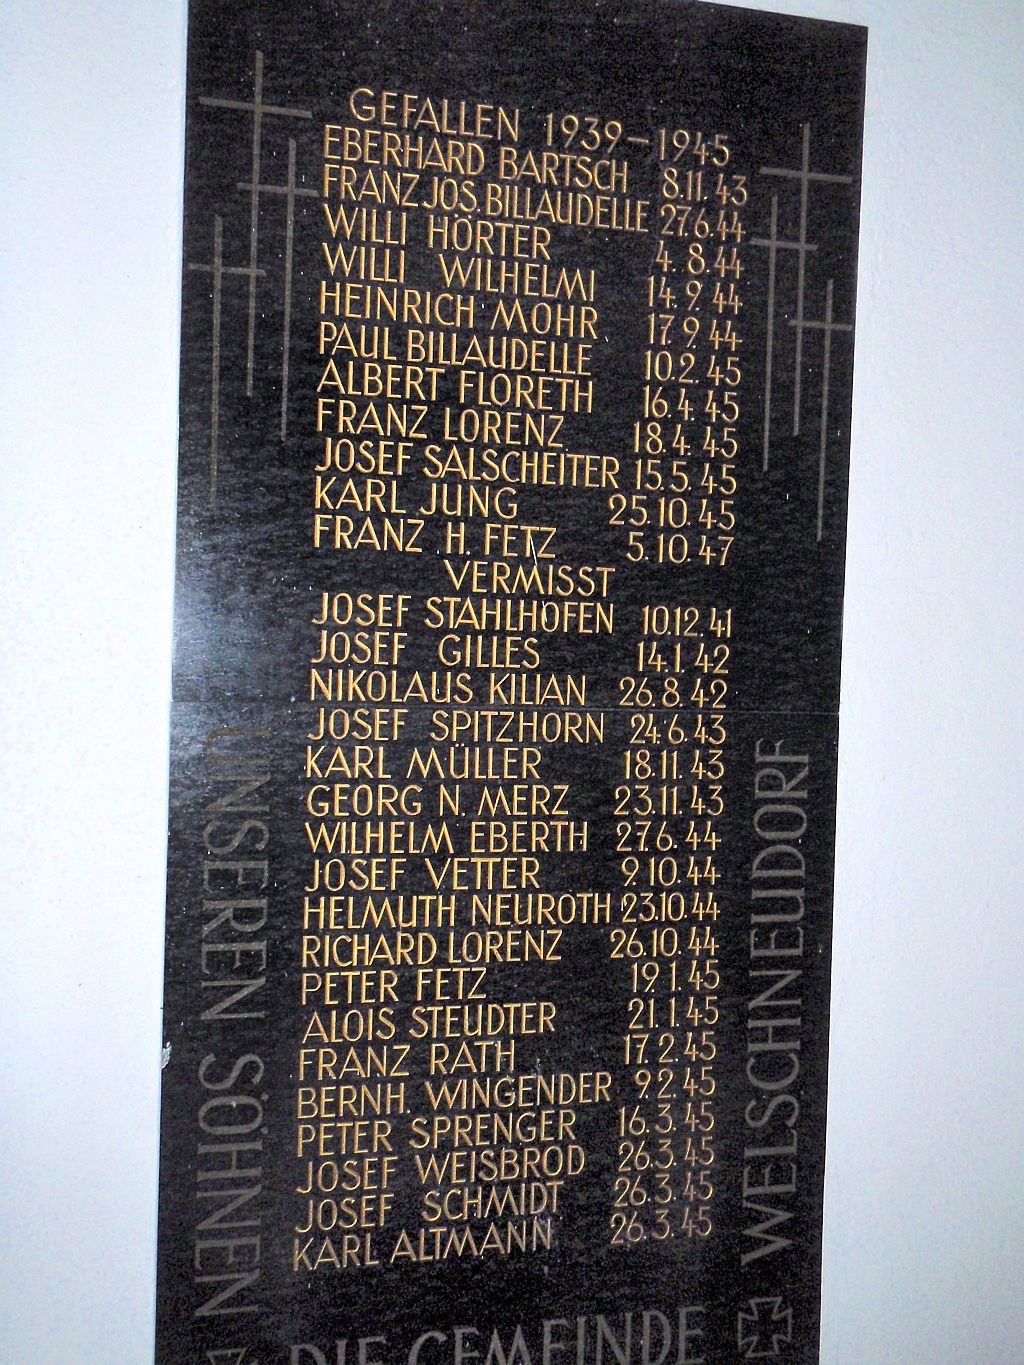 GEFALLEN 1939–1945
EBERHARD BARTSCH 8.11.43
FRANZ JOS. BILLAUDELLE 27.6.44
WILLI HÖRTER 4.8.44
WILLI WILHELMI 14.9.44
HEINRICH MOHR 17.9.44
PAUL BILLAUDELLE 10.2.45
ALBERT FLORETH 16.4.45
FRANZ LORENZ 18.4.45
JOSEF SALSCHEITER 15.5.45
KARL JUNG 25.10.45
FRANZ H. FETZ 5.10.47
VERMISST
JOSEF STAHLHOFEN 10.12.41
JOSEF GILLES 14.1.42
NIKOLAUS KILIAN 26.8.42
JOSEF SPITZHORN 24.6.43
KARL MÜLLER 18.11.43
GEORG N. MERZ 23.11.43
WILHELM EBERTH 27.6.44
JOSEF VETTER 9.10.44
HELMUTH NEUROTH 23.10.44
RICHARD LORENZ 26.10.44
PETER FETZ 19.1.45
ALOIS STEUDTER 21.1.45
FRANZ RATH 17.2.45
BERNH. WINGENDER 9.2.45
PETER SPRENGER 16.3.45
JOSEF WEISBROD 26.3.45
JOSEF SCHMIDT 26.3.45
KARL ALTMANN 26.3.45
UNSEREN SÖHNEN
DIE GEMEINDE
WELSCHNEUDORF